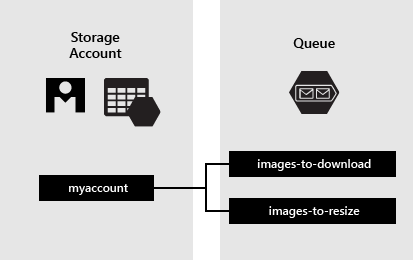 Storage
Account
Queue
myaccount
images-to-download
images-to-resize